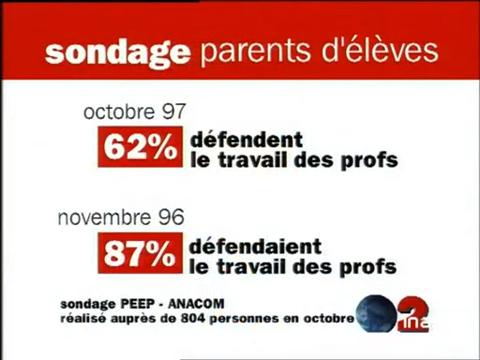 sondage parents d'élèves
octobre 97
62% défendent
le travail des profs
novembre 96
87% défendaient
le travail des profs
sondage PEEP - ANACOM
réalisé auprès de 804 personnes en octobre
2
ina